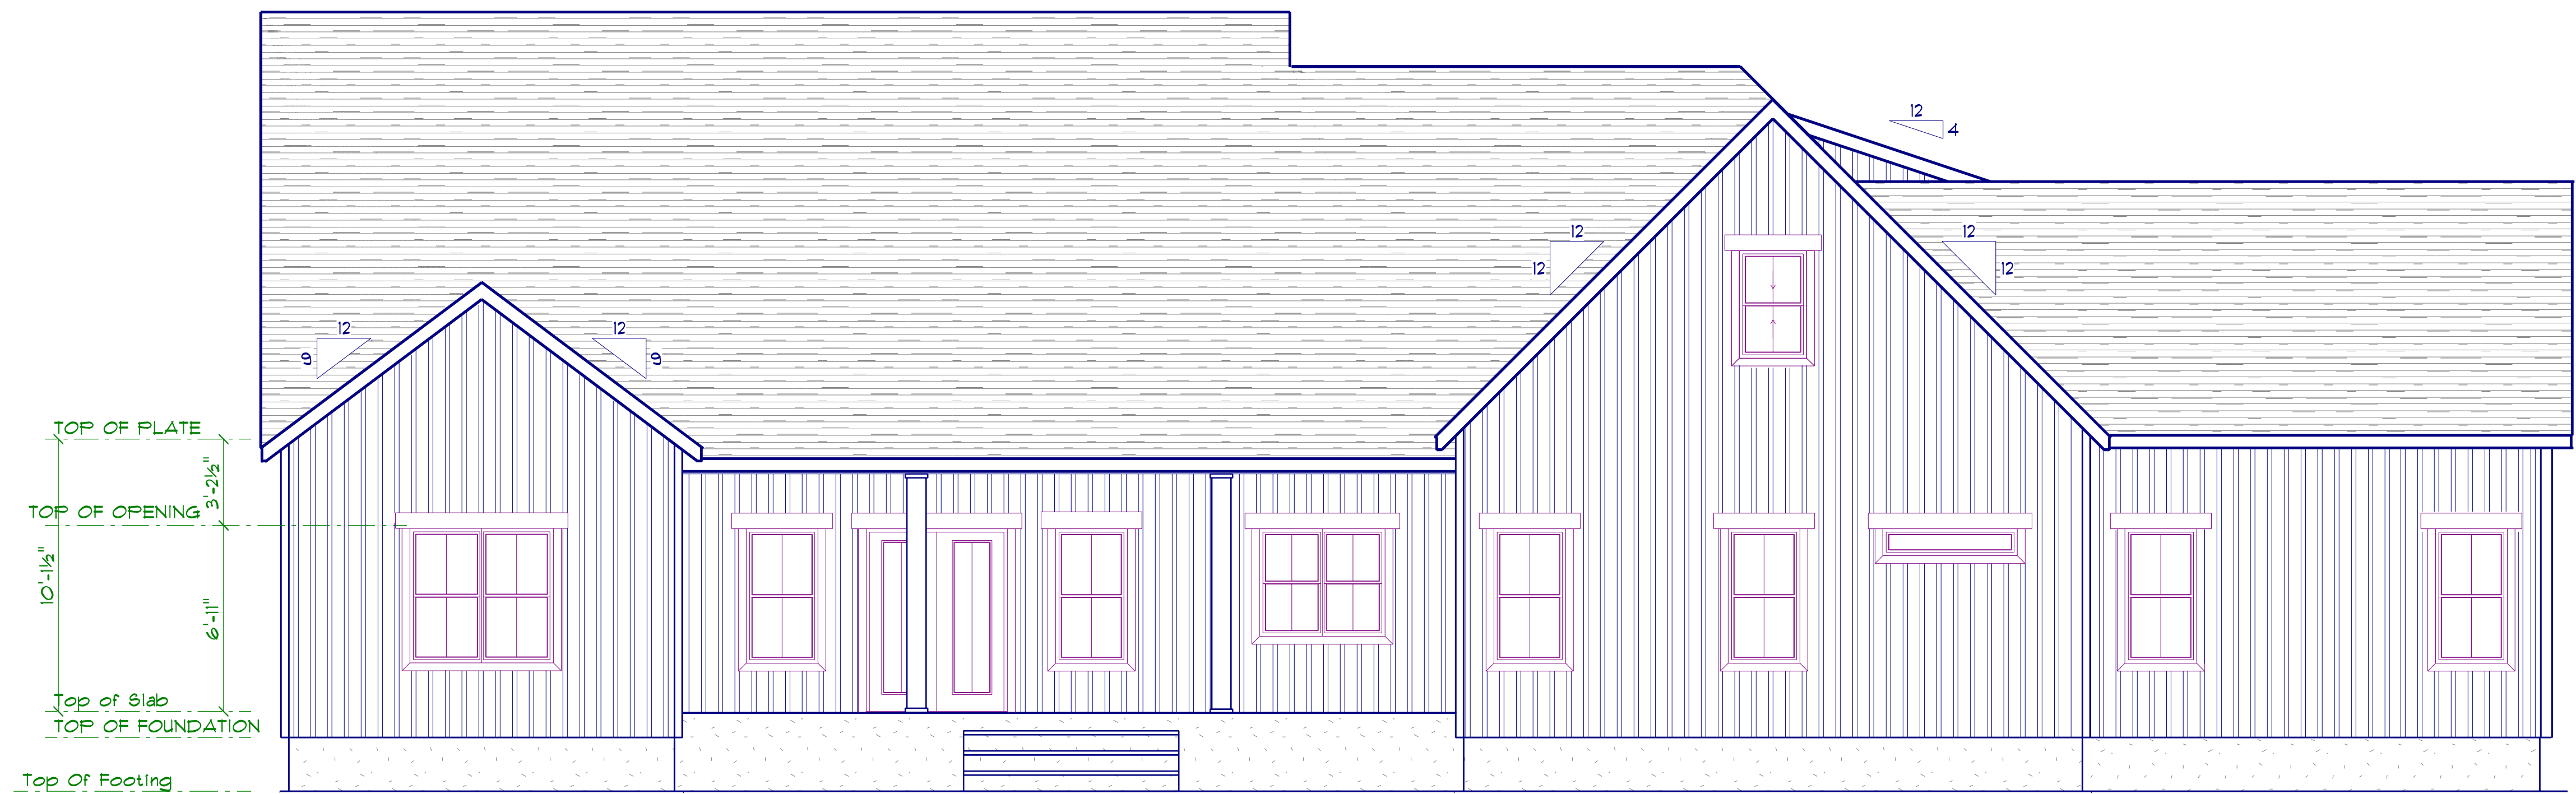 12
4
12
12
12
12
12
12
9
9
TOP OF PLATE
3'-2½"
TOP OF OPENING
10'-1½"
6'-11"
Top of Slab
TOP OF FOUNDATION
Top Of Footing